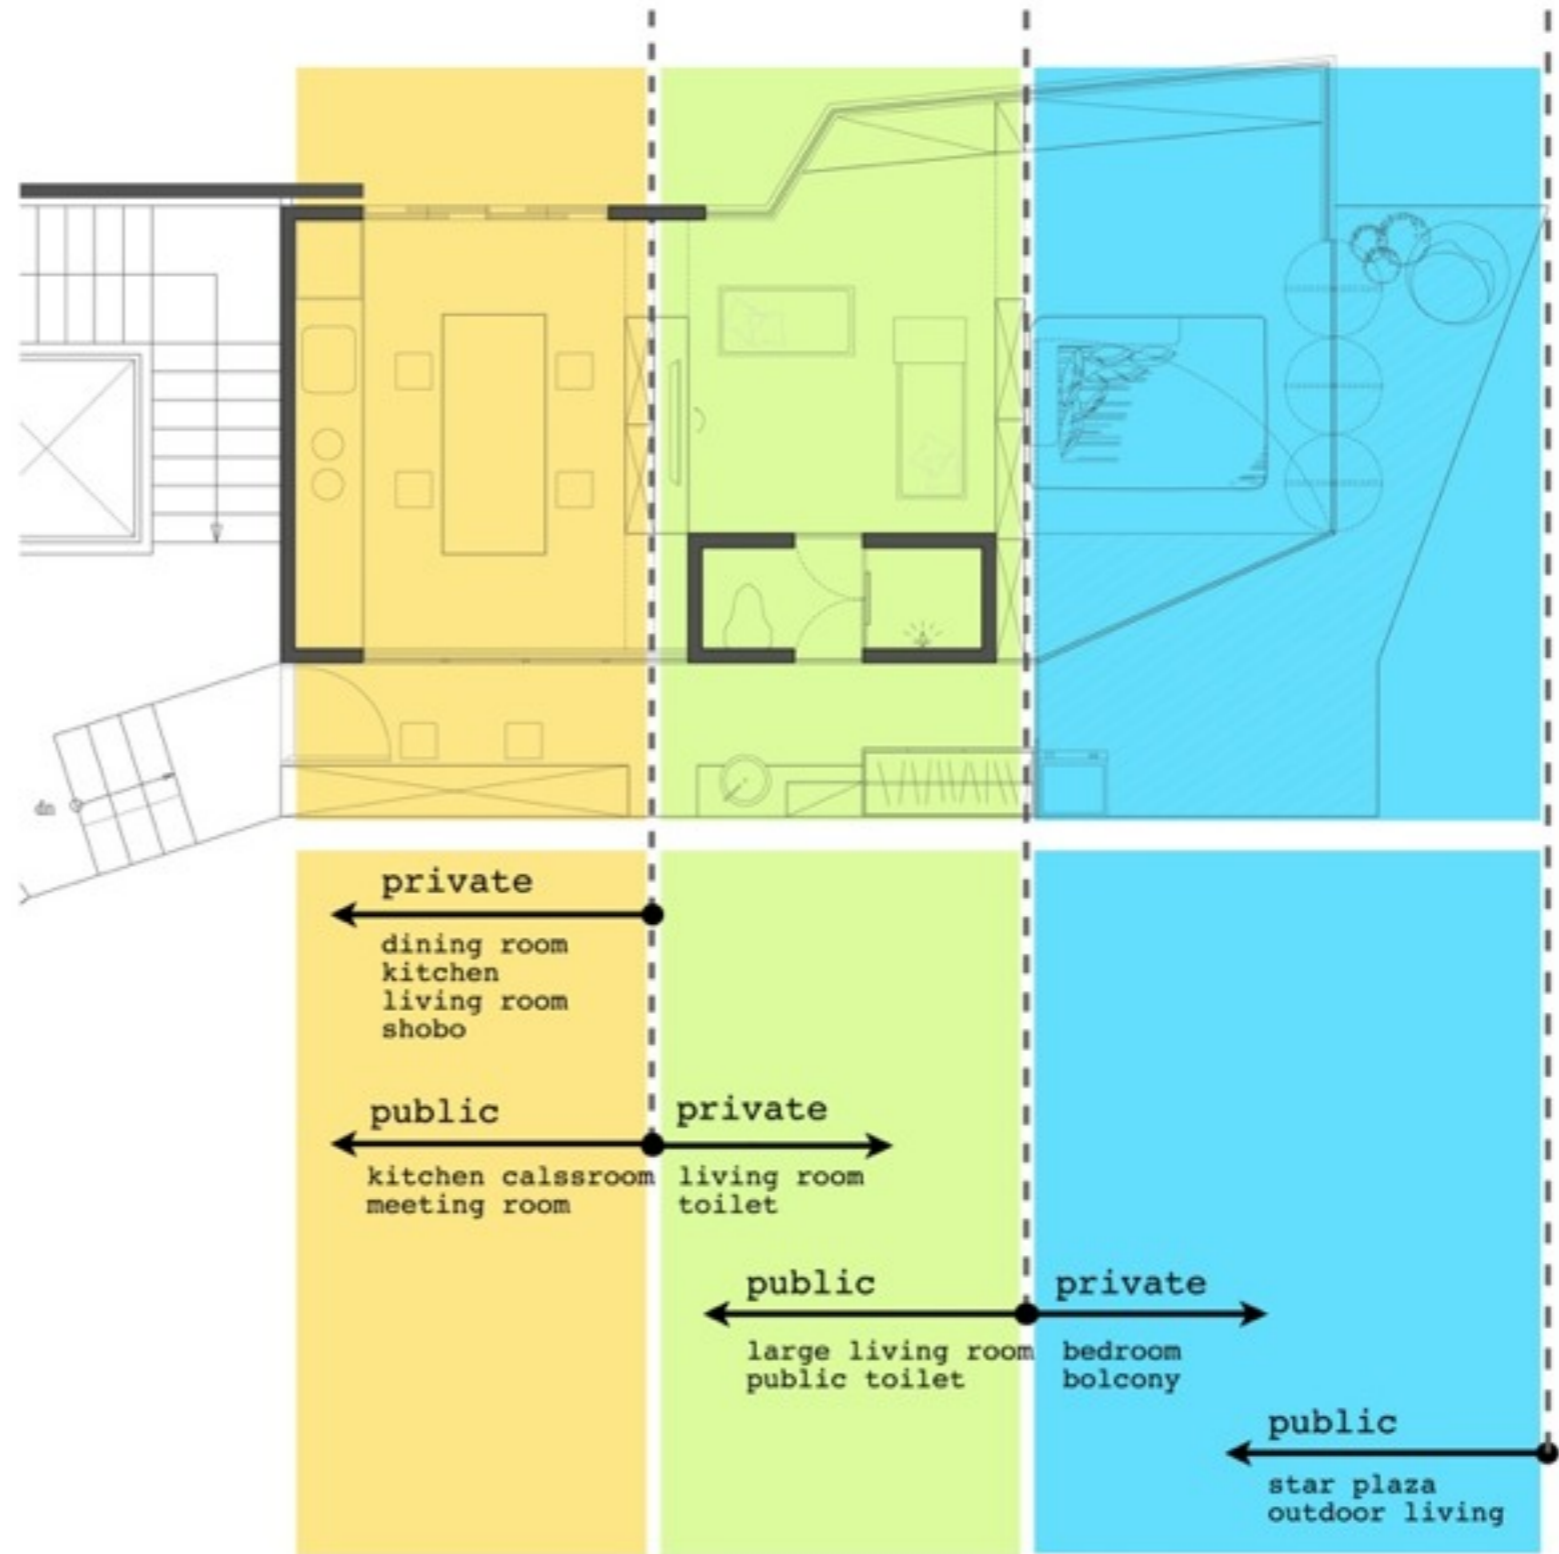 dn
private
dining room
kitchen
living room
shobo
public
kitchen calssroom
meeting room
private
living room
toilet
public
large living room
public toilet
private
bedroom
bolcony
public
star plaza
outdoor living